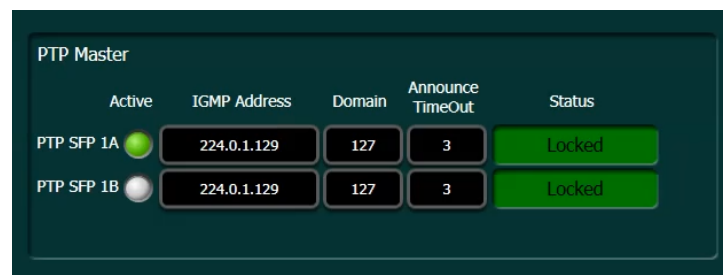 PTP Master
Active IGMP Address Domain Announce TimeOut Status
PTP SFP 1A 224.0.1.129 127 3 Locked
PTP SFP 1B 224.0.1.129 127 3 Locked